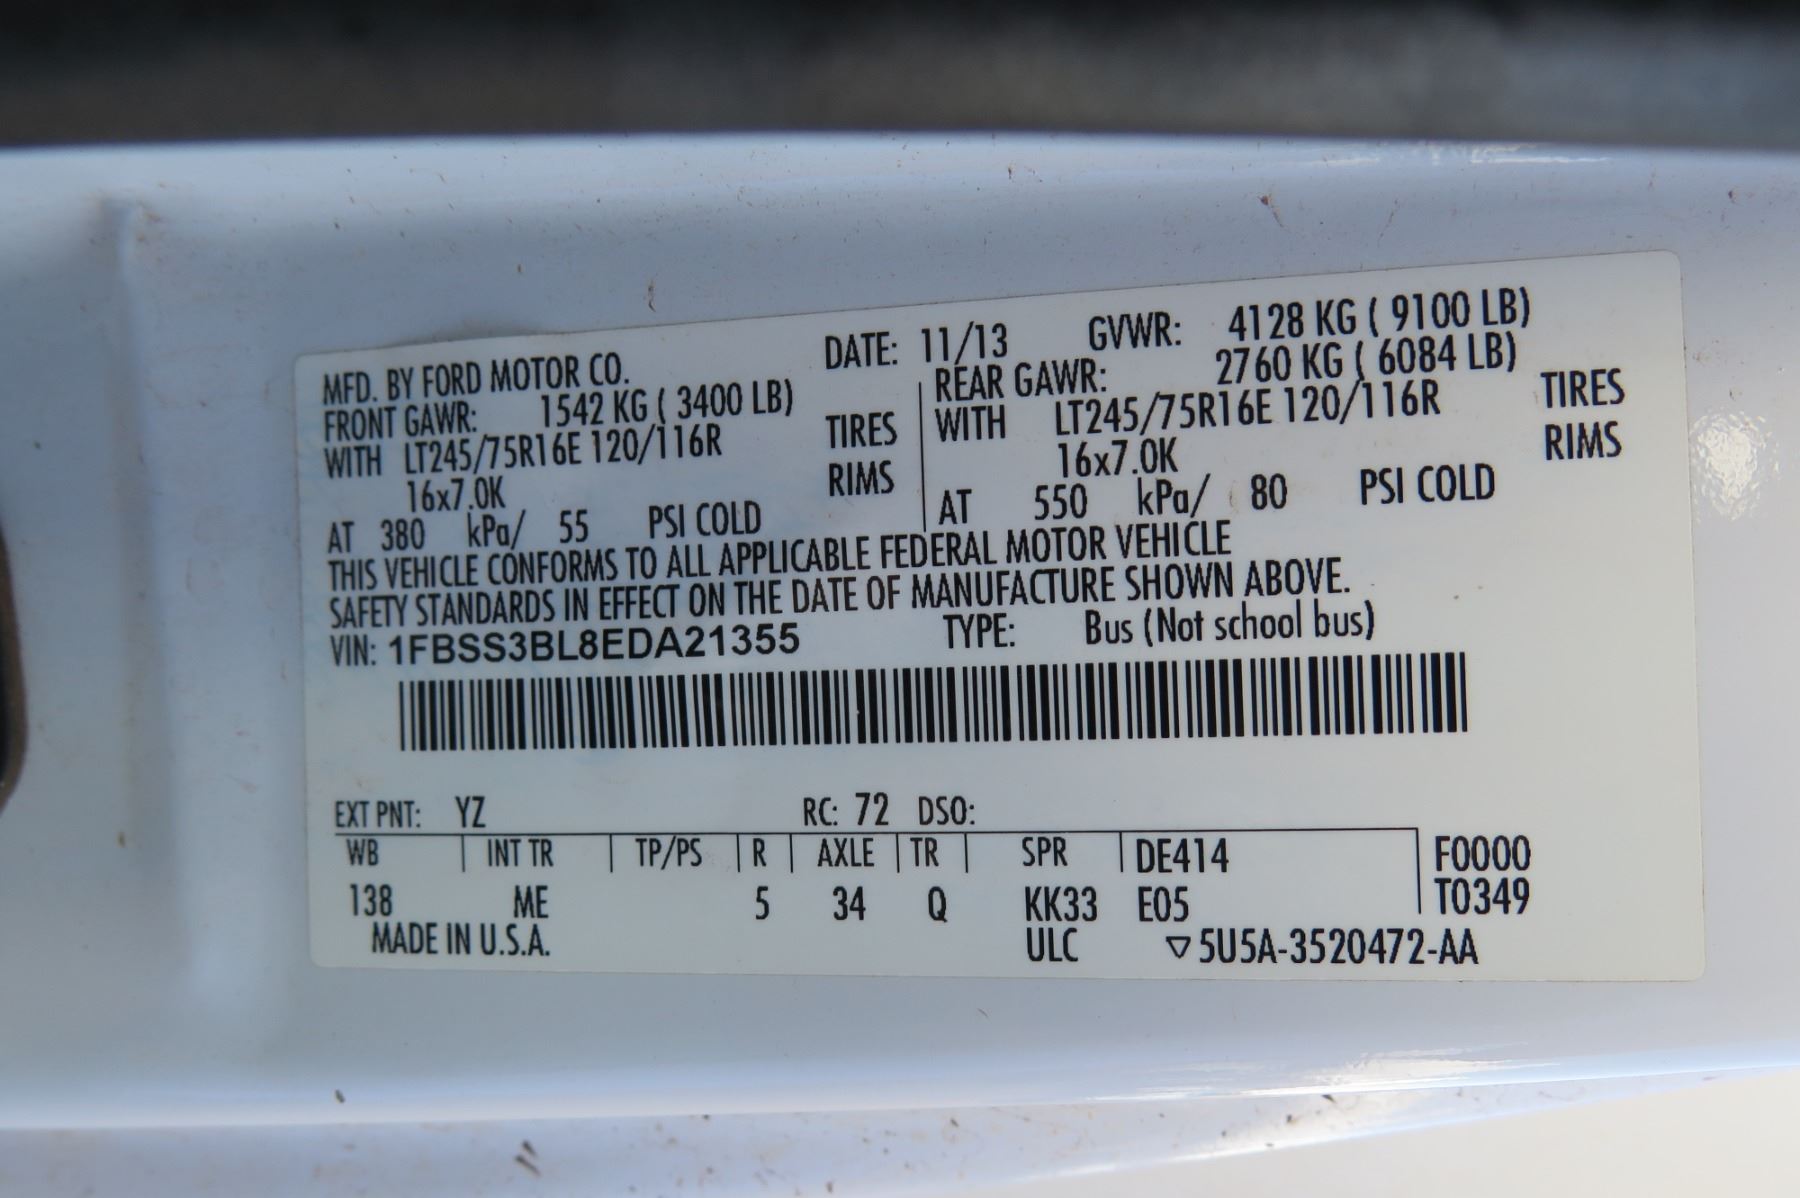 MFD. BY FORD MOTOR CO. DATE: 11/13 GVWR: 4128 KG ( 9100 LB)
FRONT GAWR: 1542 KG ( 3400 LB) REAR GAWR: 2760 KG ( 6084 LB)
WITH LT245/75R16E 120/116R TIRES WITH LT245/75R16E 120/116R TIRES
16x7.0K RIMS 16x7.0K RIMS
AT 380 kPa/ 55 PSI COLD AT 550 kPa/ 80 PSI COLD
THIS VEHICLE CONFORMS TO ALL APPLICABLE FEDERAL MOTOR VEHICLE
SAFETY STANDARDS IN EFFECT ON THE DATE OF MANUFACTURE SHOWN ABOVE.
VIN: 1FBSS3BL8EDA21355 TYPE: Bus (Not school bus)
EXT PNT: YZ RC: 72 DSO:
WB INT TR TP/PS R AXLE TR SPR DE414 F0000
138 ME 5 34 Q KK33 E05 T0349
MADE IN U.S.A. ULC ▽5U5A-3520472-AA